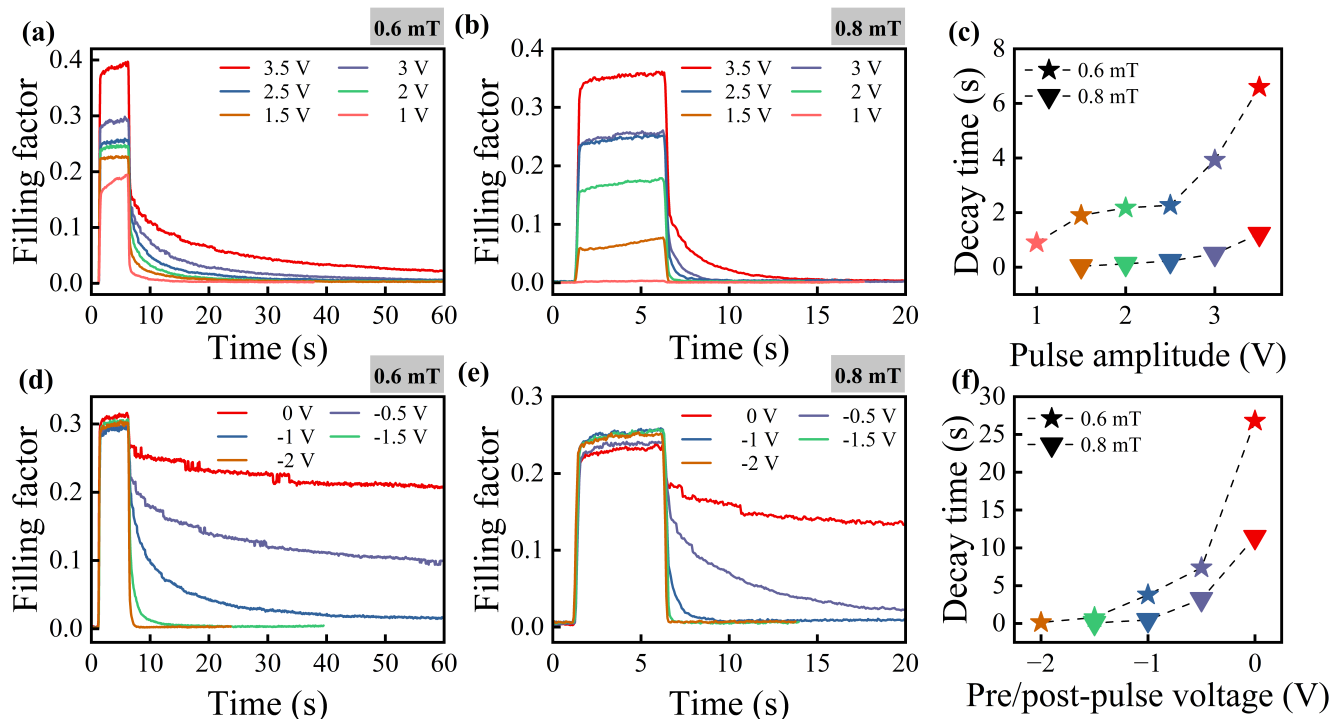 (a)
0.6 mT
Filling factor
0.4
0.3
0.2
0.1
0.0
3.5 V
3 V
2.5 V
2 V
1.5 V
1 V
0 10 20 30 40 50 60
Time (s)
(b)
0.8 mT
Filling factor
0.4
0.3
0.2
0.1
0.0
3.5 V
3 V
2.5 V
2 V
1.5 V
1 V
0 5 10 15 20
Time (s)
(c)
Decay time (s)
8
6
4
2
0
0.6 mT
0.8 mT
1 2 3
Pulse amplitude (V)
(d)
0.6 mT
Filling factor
0.3
0.2
0.1
0.0
0 V
-0.5 V
-1 V
-1.5 V
-2 V
0 10 20 30 40 50 60
Time (s)
(e)
0.8 mT
Filling factor
0.3
0.2
0.1
0.0
0 V
-0.5 V
-1 V
-1.5 V
-2 V
0 5 10 15 20
Time (s)
(f)
Decay time (s)
30
25
20
15
10
5
0
0.6 mT
0.8 mT
−2 −1 0
Pre/post-pulse voltage (V)